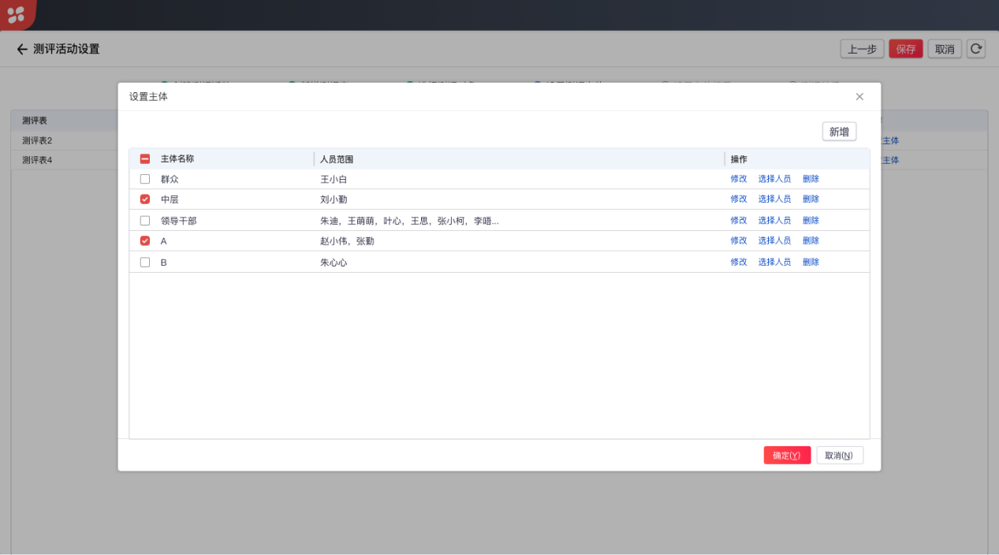 测评活动设置
上一步 保存 取消
设置主体
新增
测评表
测评表2
主体
测评表4
主体
主体名称 人员范围 操作
群众 王小白 修改 选择人员 删除
中层 刘小勤 修改 选择人员 删除
领导干部 朱迪，王萌萌，叶心，王思，张小柯，李唔... 修改 选择人员 删除
A 赵小伟，张勤 修改 选择人员 删除
B 朱心心 修改 选择人员 删除
确定(Y) 取消(N)